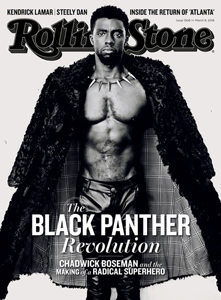 KENDRICK LAMAR | STEELY DAN INSIDE THE RETURN OF 'ATLANTA'
Rolling Stone
The
BLACK PANTHER
Revolution
CHADWICK BOSEMAN and the
MAKING of a RADICAL SUPERHERO